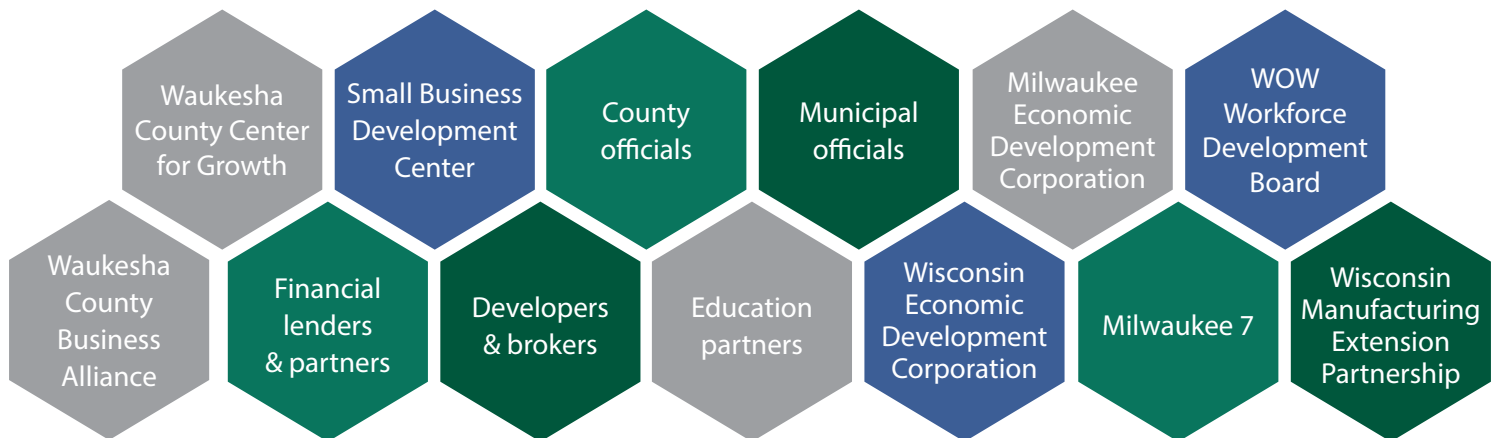 Waukesha
County Center
for Growth
Small Business
Development
Center
County
officials
Municipal
officials
Milwaukee
Economic
Development
Corporation
WOW
Workforce
Development
Board
Waukesha
County
Business
Alliance
Financial
lenders
& partners
Developers
& brokers
Education
partners
Wisconsin
Economic
Development
Corporation
Milwaukee 7
Wisconsin
Manufacturing
Extension
Partnership